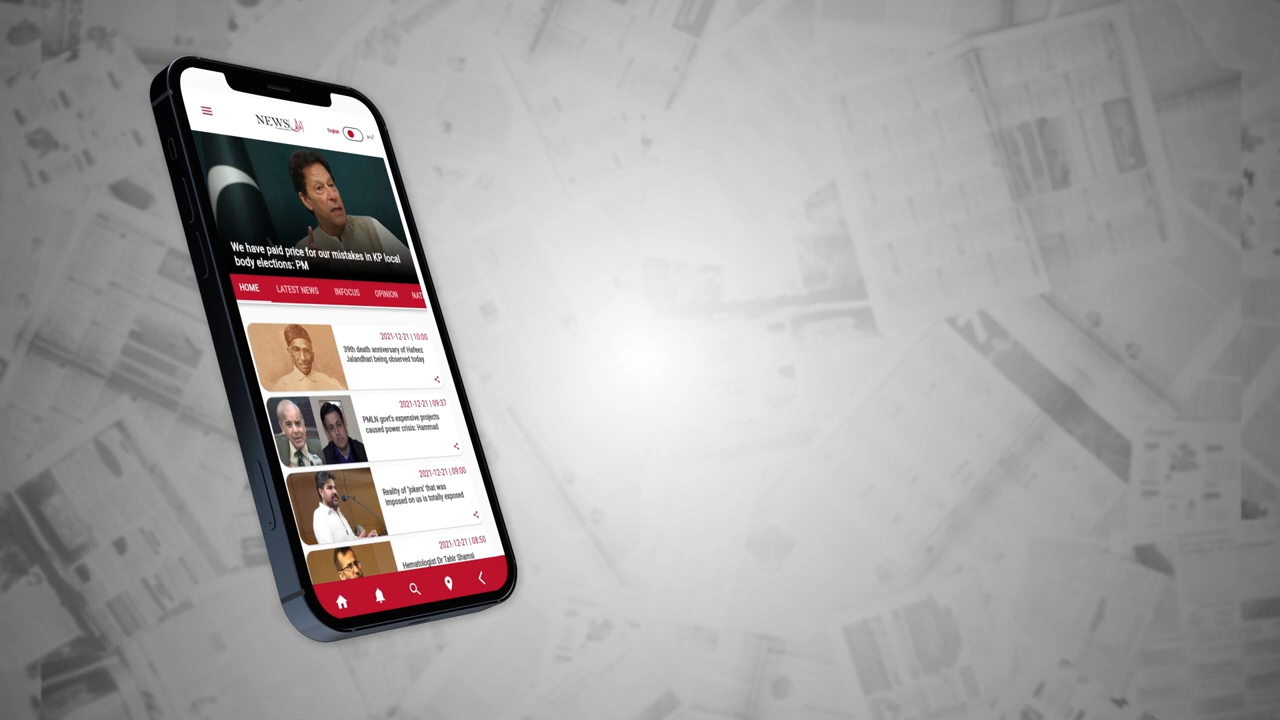 NEWS
English
اردو
We have paid price for our mistakes in KP local
body elections: PM
HOME
LATEST NEWS
INFOCUS
OPINION
NAT
2021-12-21 | 10:00
39th death anniversary of Hafeez
Jalandhari being observed today
2021-12-21 | 09:37
PMLN govt's expensive projects
caused power crisis: Hammad
2021-12-21 | 09:00
Reality of "jokers" that was
imposed on us is totally exposed
2021-12-21 | 08:50
Hematologist Dr Tahir Shamsi